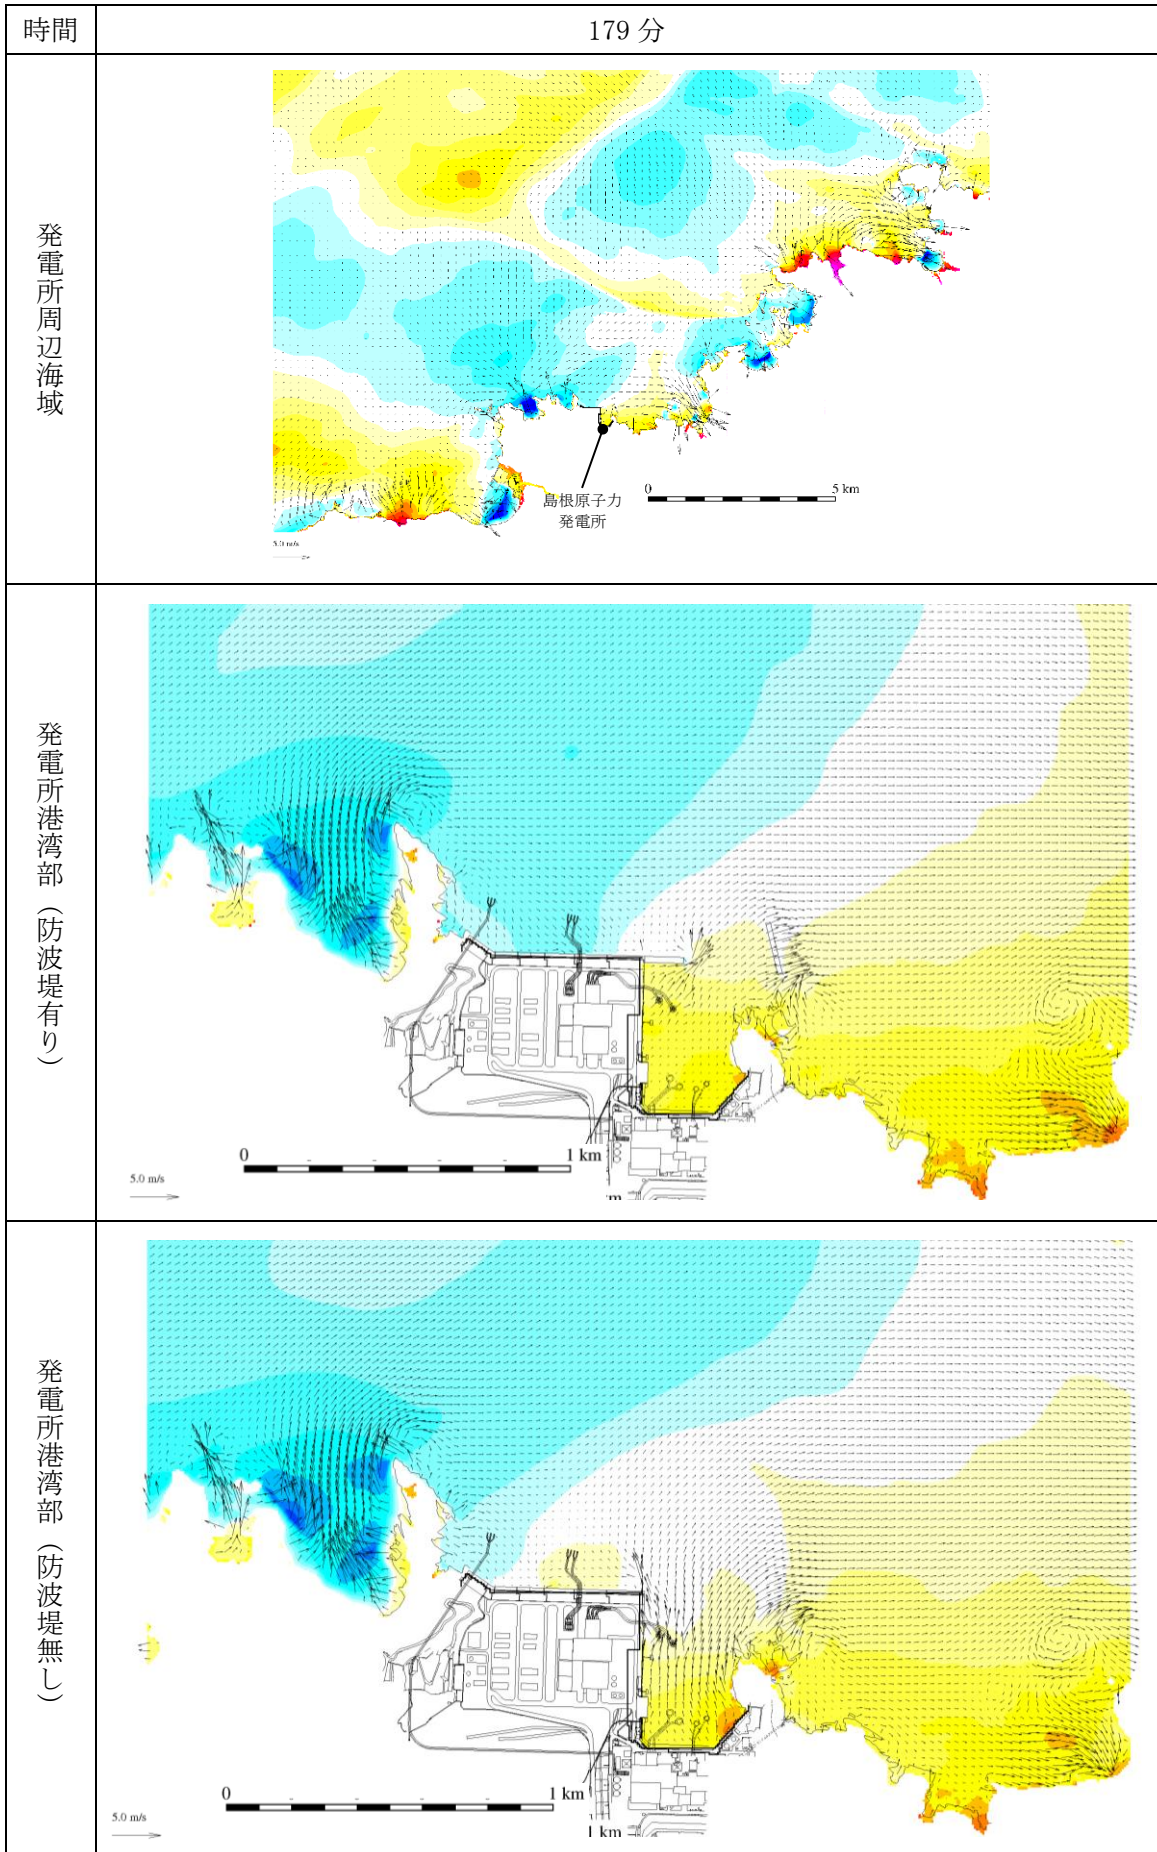 時間
179 分
発電所周辺海域
島根原子力
発電所
0
5 km
5.0 m/s
発電所港湾部（防波堤有り）
0
1 km
5.0 m/s
発電所港湾部（防波堤無し）
0
1 km
5.0 m/s
1 km